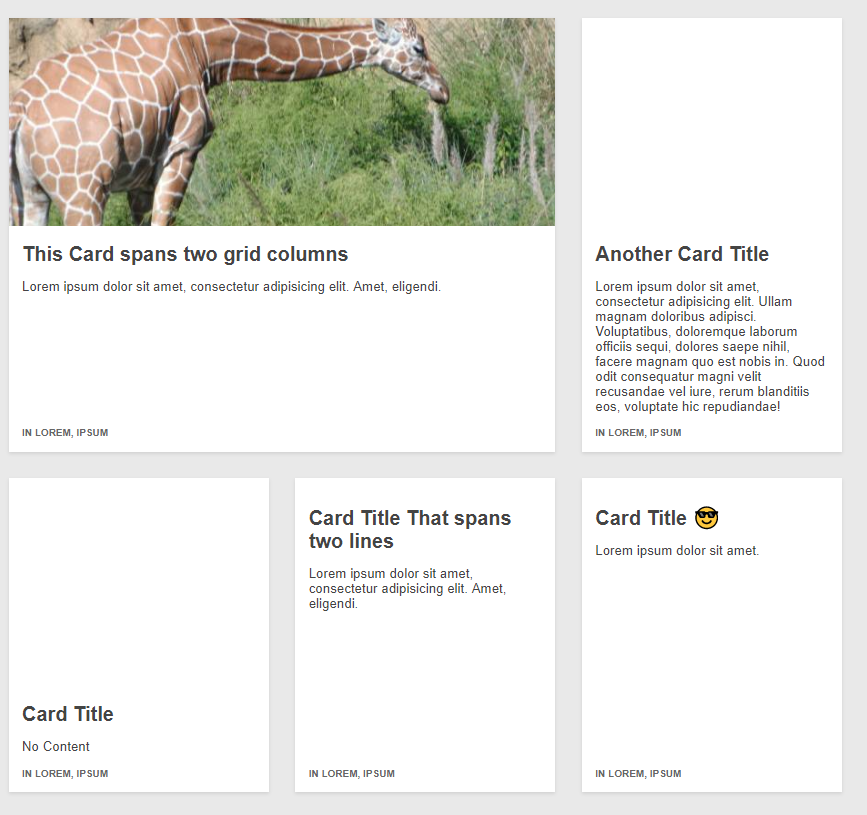 This Card spans two grid columns
Lorem ipsum dolor sit amet, consectetur adipisicing elit. Amet, eligendi.
IN LOREM, IPSUM
Another Card Title
Lorem ipsum dolor sit amet,
consectetur adipisicing elit. Ullam
magnam doloribus adipisci.
Voluptatibus, doloremque laborum
officiis sequi, dolores saepe nihil,
facere magnam quo est nobis in. Quod
odit consequatur magni velit
recusandae vel iure, rerum blanditiis
eos, voluptate hic repudiandae!
IN LOREM, IPSUM
Card Title
No Content
IN LOREM, IPSUM
Card Title That spans
two lines
Lorem ipsum dolor sit amet,
consectetur adipisicing elit. Amet,
eligendi.
IN LOREM, IPSUM
Card Title 😎
Lorem ipsum dolor sit amet.
IN LOREM, IPSUM